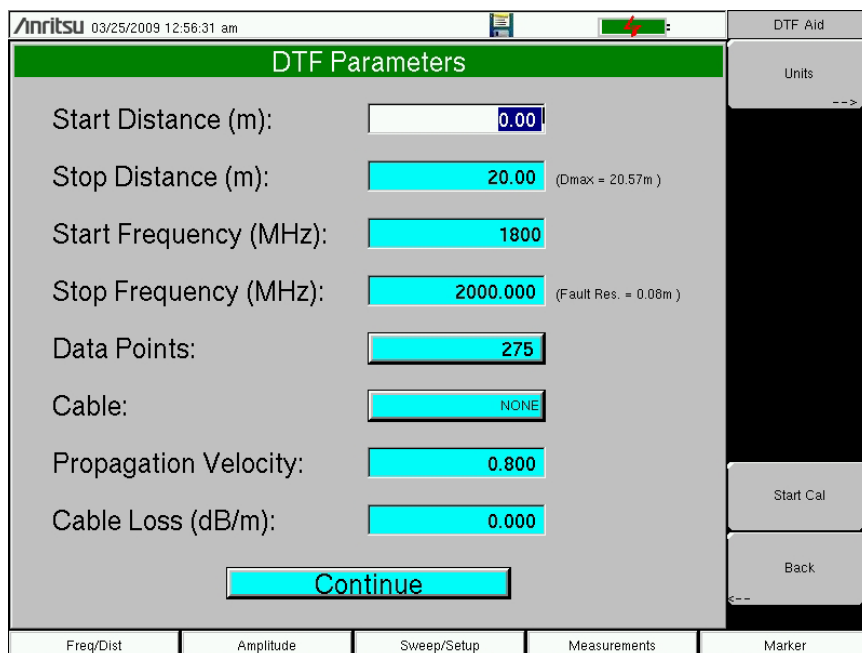 Anritsu 03/25/2009 12:56:31 am
DTF Aid
DTF Parameters
Units
-->
Start Distance (m): 0.00
Stop Distance (m): 20.00 (Dmax = 20.57m )
Start Frequency (MHz): 1800
Stop Frequency (MHz): 2000.000 (Fault Res. = 0.08m )
Data Points: 275
Cable: NONE
Propagation Velocity: 0.800
Cable Loss (dB/m): 0.000
Continue
Start Cal
Back
<--
Freq/Dist Amplitude Sweep/Setup Measurements Marker